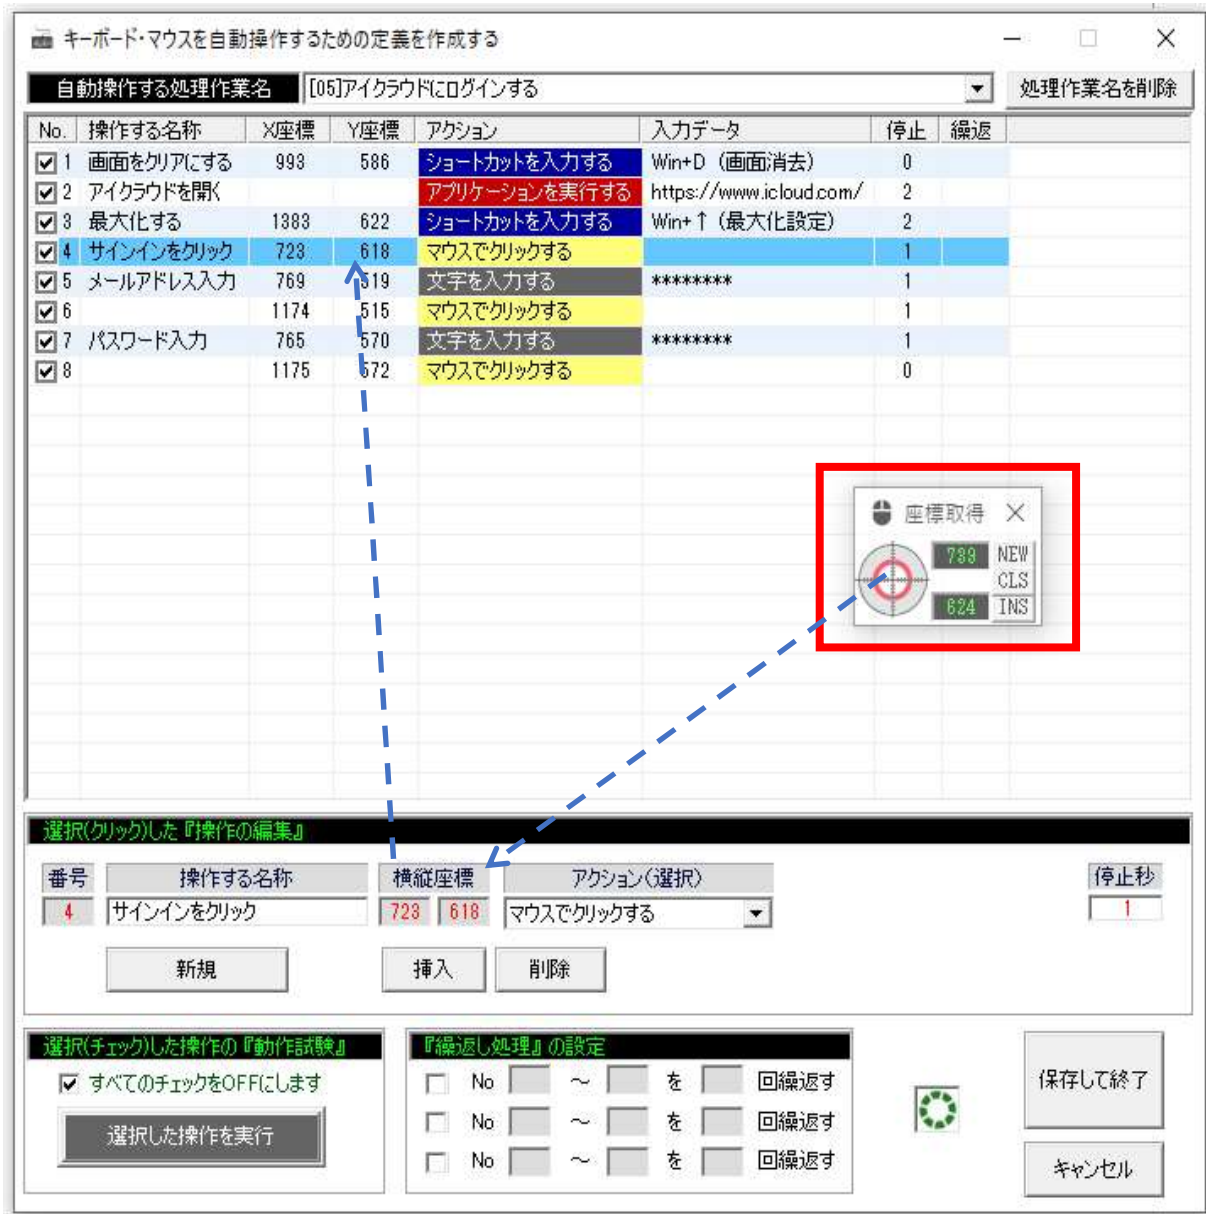 キーボード・マウスを自動操作するための定義を作成する
自動操作する処理作業名 [05]アイクラウドにログインする 処理作業名を削除
No. 操作する名称 X座標 Y座標 アクション 入力データ 停止 繰返
1 画面をクリアにする 993 586 ショートカットを入力する Win+D（画面消去） 0
2 アイクラウドを開く アプリケーションを実行する https://www.icloud.com/ 2
3 最大化する 1383 622 ショートカットを入力する Win+↑（最大化設定） 2
4 サインインをクリック 723 618 マウスでクリックする 1
5 メールアドレス入力 769 519 文字を入力する ******** 1
6 1174 515 マウスでクリックする 1
7 パスワード入力 765 570 文字を入力する ******** 1
8 1175 572 マウスでクリックする 0
座標取得
739 NEW
CLS
624 INS
選択(クリック)した『操作の編集』
番号 操作する名称 横縦座標 アクション(選択) 停止秒
4 サインインをクリック 723 618 マウスでクリックする 1
新規 挿入 削除
選択(チェック)した操作の『動作試験』
すべてのチェックをOFFにします
選択した操作を実行
『繰返し処理』の設定
No ～ を 回繰返す
No ～ を 回繰返す
No ～ を 回繰返す
保存して終了
キャンセル